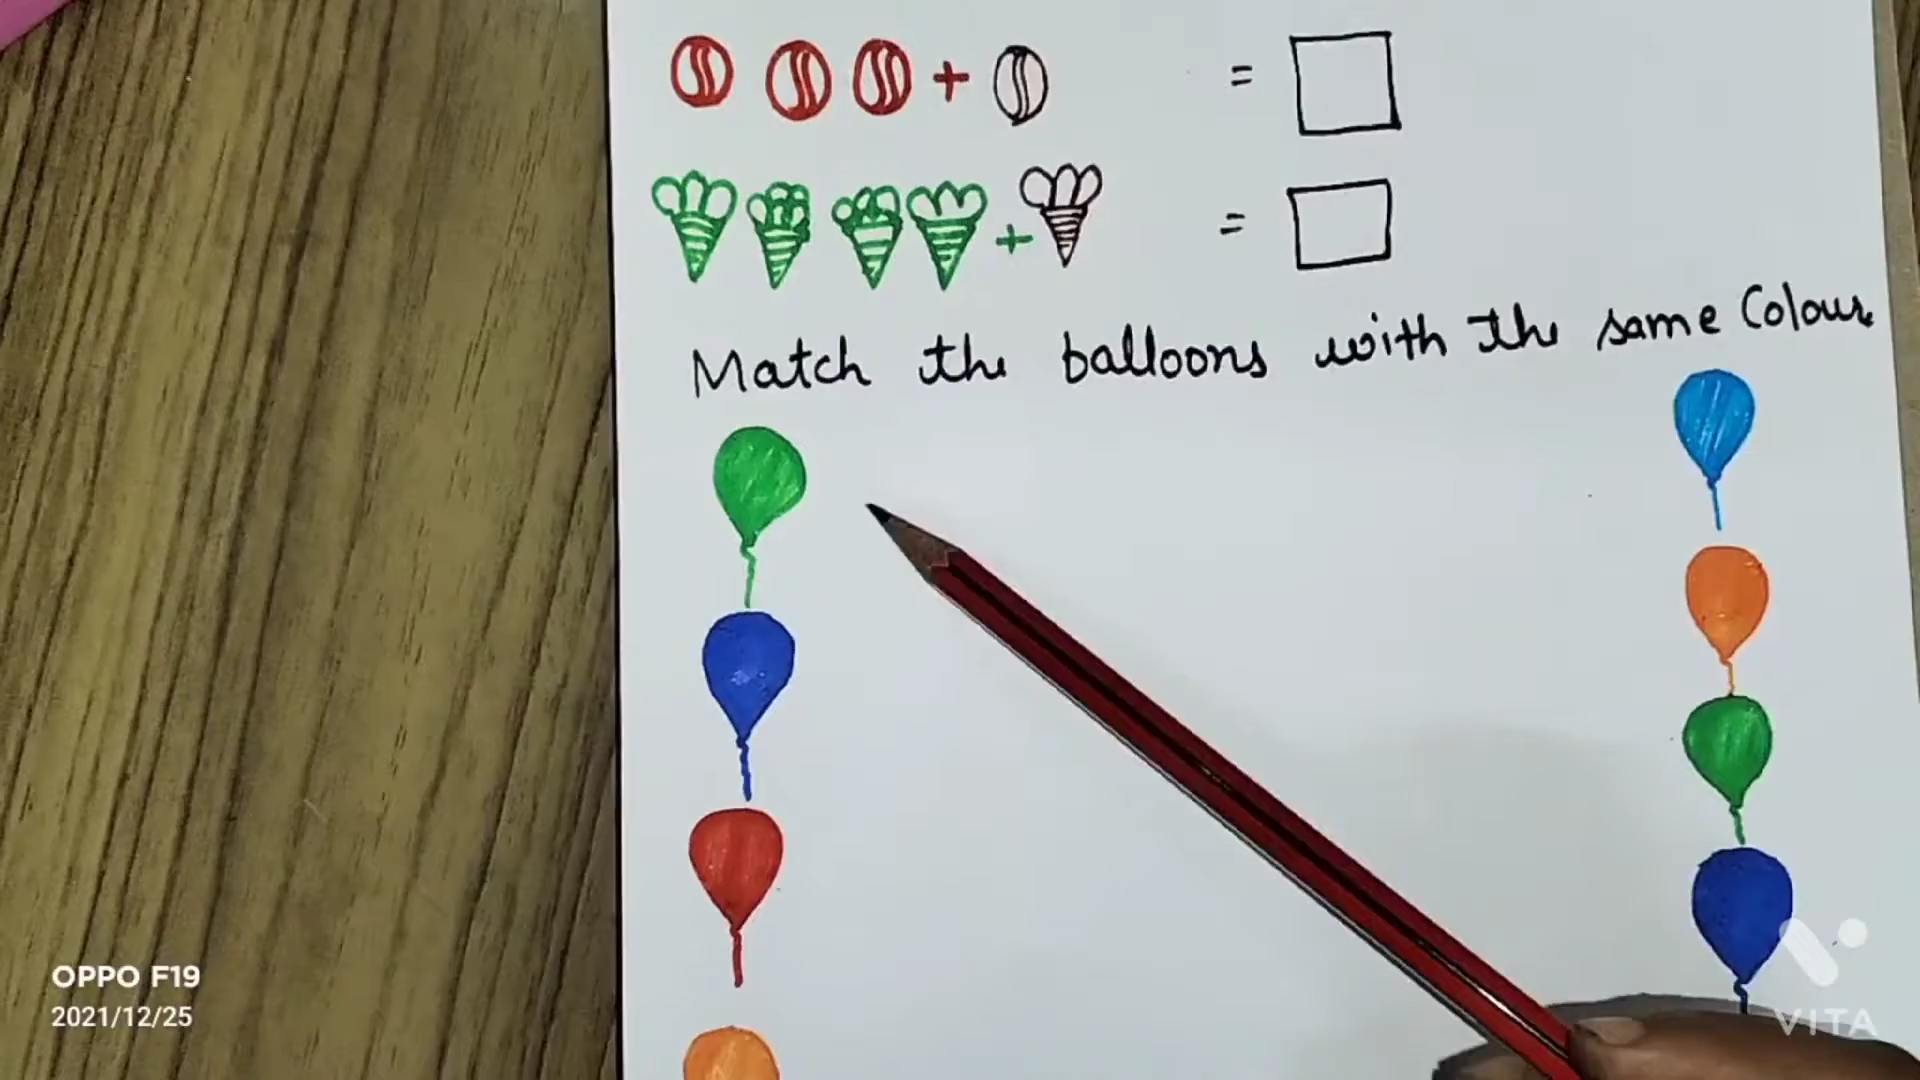 + =
+ =
Match the balloons with the same Colour
OPPO F19
2021/12/25
VITA